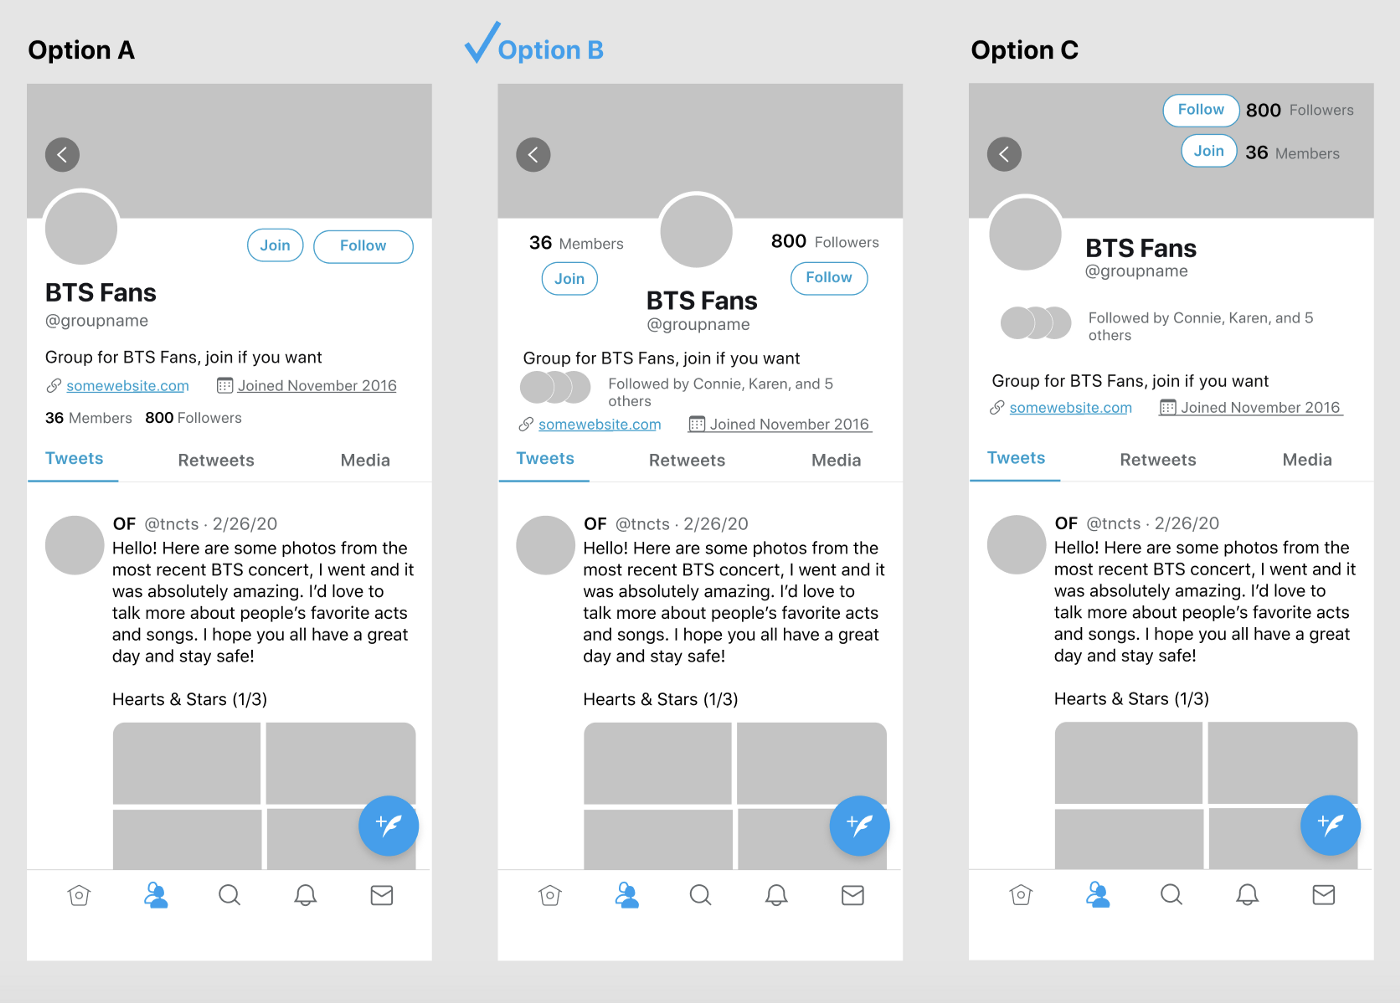 Option A
Join
Follow
BTS Fans
@groupname
Group for BTS Fans, join if you want
somewebsite.com
Joined November 2016
36 Members 800 Followers
Tweets Retweets Media
OF @tncts · 2/26/20
Hello! Here are some photos from the
most recent BTS concert, I went and it
was absolutely amazing. I’d love to
talk more about people’s favorite acts
and songs. I hope you all have a great
day and stay safe!
Hearts & Stars (1/3)
Option B
36 Members
800 Followers
Join
Follow
BTS Fans
@groupname
Group for BTS Fans, join if you want
Followed by Connie, Karen, and 5
others
somewebsite.com
Joined November 2016
Tweets Retweets Media
OF @tncts · 2/26/20
Hello! Here are some photos from the
most recent BTS concert, I went and it
was absolutely amazing. I’d love to
talk more about people’s favorite acts
and songs. I hope you all have a great
day and stay safe!
Hearts & Stars (1/3)
Option C
Follow 800 Followers
Join 36 Members
BTS Fans
@groupname
Followed by Connie, Karen, and 5
others
Group for BTS Fans, join if you want
somewebsite.com
Joined November 2016
Tweets Retweets Media
OF @tncts · 2/26/20
Hello! Here are some photos from the
most recent BTS concert, I went and it
was absolutely amazing. I’d love to
talk more about people’s favorite acts
and songs. I hope you all have a great
day and stay safe!
Hearts & Stars (1/3)